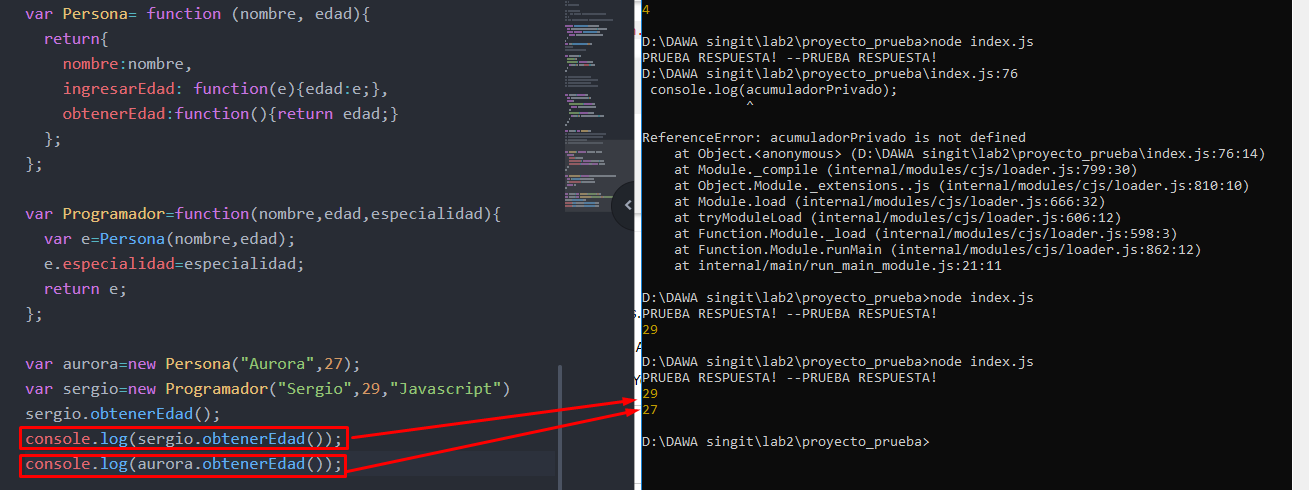 var Persona= function (nombre, edad){
return{
nombre:nombre,
ingresarEdad: function(e){edad:e;},
obtenerEdad:function(){return edad;}
};
};
var Programador=function(nombre,edad,especialidad){
var e=Persona(nombre,edad);
e.especialidad=especialidad;
return e;
};
var aurora=new Persona("Aurora",27);
var sergio=new Programador("Sergio",29,"Javascript")
sergio.obtenerEdad();
console.log(sergio.obtenerEdad());
console.log(aurora.obtenerEdad());
4
D:\DAWA singit\lab2\proyecto_prueba>node index.js
PRUEBA RESPUESTA! --PRUEBA RESPUESTA!
D:\DAWA singit\lab2\proyecto_prueba\index.js:76
console.log(acumuladorPrivado);
^
ReferenceError: acumuladorPrivado is not defined
at Object.<anonymous> (D:\DAWA singit\lab2\proyecto_prueba\index.js:76:14)
at Module._compile (internal/modules/cjs/loader.js:799:30)
at Object.Module._extensions..js (internal/modules/cjs/loader.js:810:10)
at Module.load (internal/modules/cjs/loader.js:666:32)
at tryModuleLoad (internal/modules/cjs/loader.js:606:12)
at Function.Module._load (internal/modules/cjs/loader.js:598:3)
at Function.Module.runMain (internal/modules/cjs/loader.js:862:12)
at internal/main/run_main_module.js:21:11
D:\DAWA singit\lab2\proyecto_prueba>node index.js
PRUEBA RESPUESTA! --PRUEBA RESPUESTA!
29
D:\DAWA singit\lab2\proyecto_prueba>node index.js
PRUEBA RESPUESTA! --PRUEBA RESPUESTA!
29
27
D:\DAWA singit\lab2\proyecto_prueba>